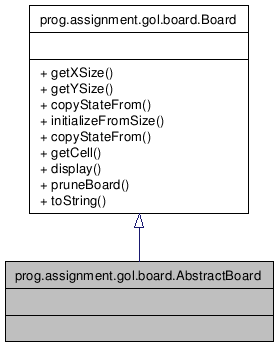 prog.assignment.gol.board.Board
+ getXSize()
+ getYSize()
+ copyStateFrom()
+ initializeFromSize()
+ copyStateFrom()
+ getCell()
+ display()
+ pruneBoard()
+ toString()
prog.assignment.gol.board.AbstractBoard